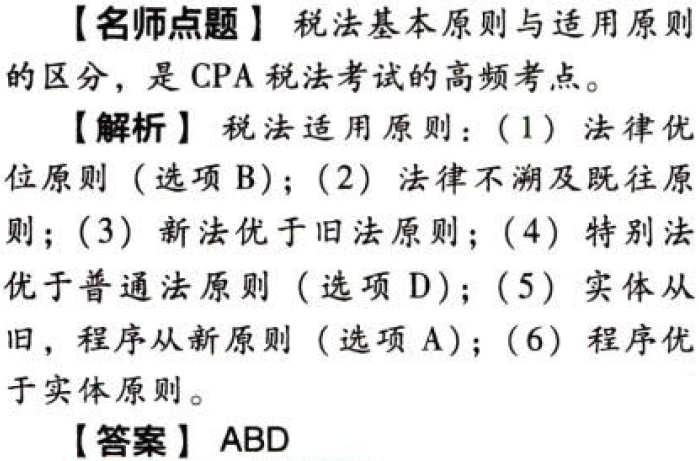 【名师点题】 税法基本原则与适用原则
的区分，是 CPA 税法考试的高频考点。
【解析】 税法适用原则：（1） 法律优
位原则 （选项 B）；（2） 法律不溯及既往原
则；（3） 新法优于旧法原则；（4） 特别法
优于普通法原则 （选项 D）；（5） 实体从
旧，程序从新原则 （选项 A）；（6） 程序优
于实体原则。
【答案】 ABD